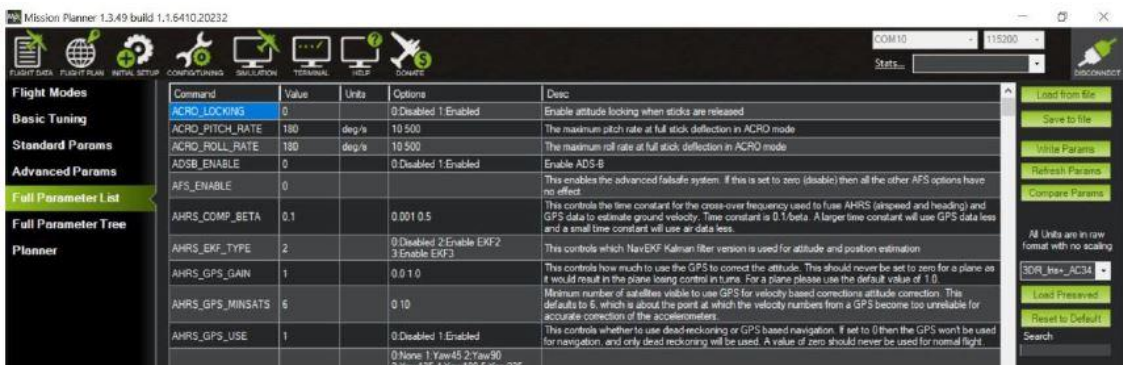 Mission Planner 1.3.49 build 1.1.6410.20232
COM10 115200
Stats...
FLIGHT DATA FLIGHT PLAN INITIAL SETUP CONFIG/TUNING SIMULATION TERMINAL HELP DONATE DISCONNECT
Flight Modes
Basic Tuning
Standard Params
Advanced Params
Full Parameter List
Full Parameter Tree
Planner
Command Value Units Options Desc
ACRO_LOCKING 0 0:Disabled 1:Enabled Enable attitude locking when sticks are released
ACRO_PITCH_RATE 180 deg/s 10 500 The maximum pitch rate at full stick deflection in ACRO mode
ACRO_ROLL_RATE 180 deg/s 10 500 The maximum roll rate at full stick deflection in ACRO mode
ADSB_ENABLE 0 0:Disabled 1:Enabled Enable ADS-B
AFS_ENABLE 0 This enables the advanced failsafe system. If this is set to zero (disable) then all the other AFS options have
no effect
AHRS_COMP_BETA 0.1 0.001 0.5 This controls the time constant for the cross-over frequency used to fuse AHRS (airspeed and heading) and
GPS data to estimate ground velocity. Time constant is 0.1/beta. A larger time constant will use GPS data less
and a small time constant will use air data less.
AHRS_EKF_TYPE 2 0:Disabled 2:Enable EKF2
3:Enable EKF3
This controls which NavEKF Kalman filter version is used for attitude and position estimation
AHRS_GPS_GAIN 1 0.0 1.0 This controls how much to use the GPS to correct the attitude. This should never be set to zero for a plane as
it would result in the plane losing control in turns. For a plane please use the default value of 1.0.
AHRS_GPS_MINSATS 6 0 10 Minimum number of satellites visible to use GPS for velocity based corrections attitude correction. This
defaults to 6, which is about the point at which the velocity numbers from a GPS become too unreliable for
accurate correction of the accelerometers.
AHRS_GPS_USE 1 0:Disabled 1:Enabled This controls whether to use dead-reckoning or GPS based navigation. If set to 0 then the GPS won't be used
for navigation, and only dead reckoning will be used. A value of zero should never be used for normal flight.
0:None 1:Yaw45 2:Yaw90
Load from file
Save to file
Write Params
Refresh Params
Compare Params
All Units are in raw
format with no scaling
3DR_Iris+_AC34
Load Presaved
Reset to Default
Search